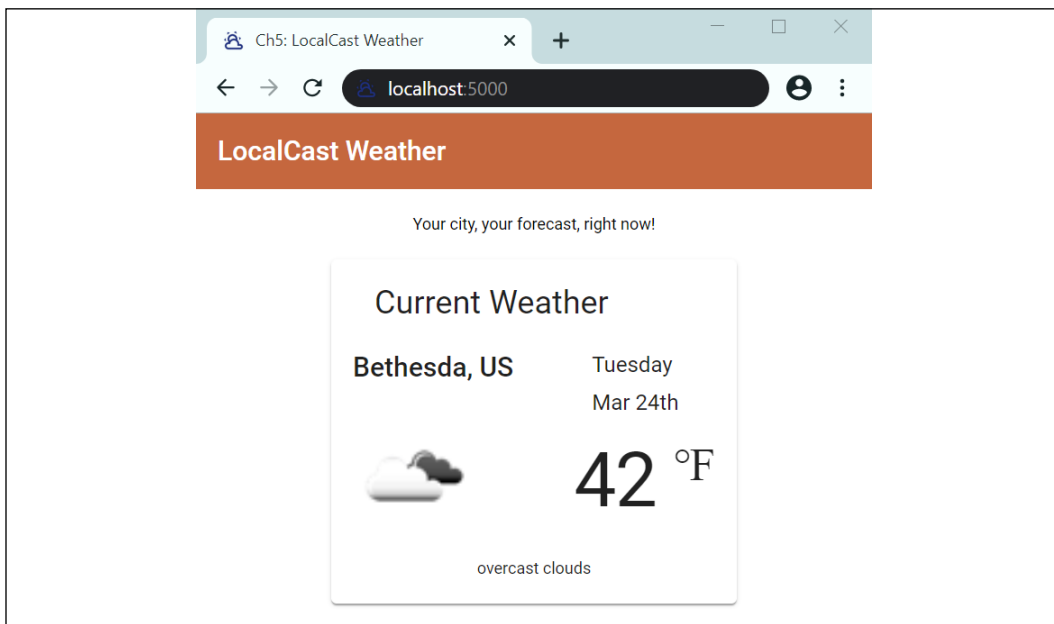 Ch5: LocalCast Weather
localhost:5000
LocalCast Weather
Your city, your forecast, right now!
Current Weather
Bethesda, US
Tuesday
Mar 24th
42 °F
overcast clouds